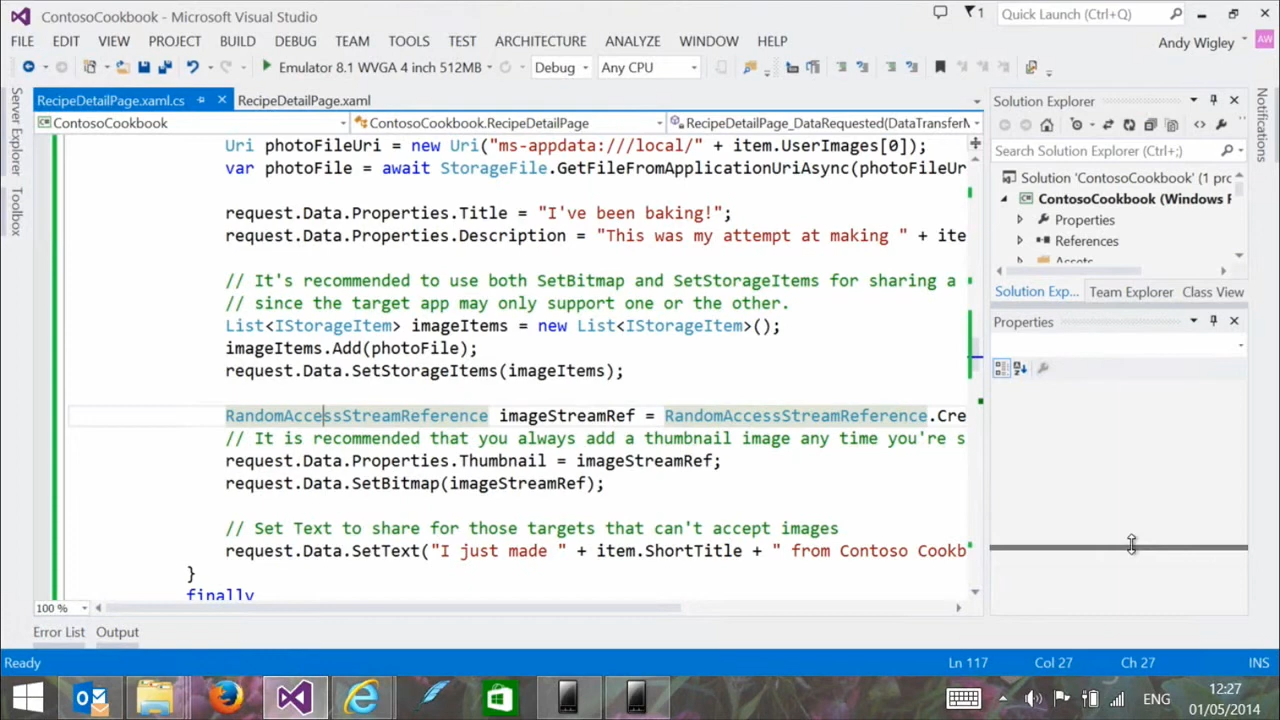 ContosoCookbook - Microsoft Visual Studio
1
Quick Launch (Ctrl+Q)
FILE EDIT VIEW PROJECT BUILD DEBUG TEAM TOOLS TEST ARCHITECTURE ANALYZE WINDOW HELP
Andy Wigley AW
Emulator 8.1 WVGA 4 inch 512MB Debug Any CPU
Server Explorer
Toolbox
RecipeDetailPage.xaml.cs RecipeDetailPage.xaml
ContosoCookbook ContosoCookbook.RecipeDetailPage RecipeDetailPage_DataRequested(DataTransferM
Uri photoFileUri = new Uri("ms-appdata:///local/" + item.UserImages[0]);
var photoFile = await StorageFile.GetFileFromApplicationUriAsync(photoFileUr
request.Data.Properties.Title = "I've been baking!";
request.Data.Properties.Description = "This was my attempt at making " + ite
// It's recommended to use both SetBitmap and SetStorageItems for sharing a
// since the target app may only support one or the other.
List<IStorageItem> imageItems = new List<IStorageItem>();
imageItems.Add(photoFile);
request.Data.SetStorageItems(imageItems);
RandomAccessStreamReference imageStreamRef = RandomAccessStreamReference.Cre
// It is recommended that you always add a thumbnail image any time you're s
request.Data.Properties.Thumbnail = imageStreamRef;
request.Data.SetBitmap(imageStreamRef);
// Set Text to share for those targets that can't accept images
request.Data.SetText("I just made " + item.ShortTitle + " from Contoso Cookb
}
finally
100 %
Solution Explorer
Search Solution Explorer (Ctrl+;)
Solution 'ContosoCookbook' (1 prc
ContosoCookbook (Windows F
Properties
References
Assets
Solution Exp... Team Explorer Class View
Properties
Notifications
Error List Output
Ready Ln 117 Col 27 Ch 27 INS
ENG
12:27
01/05/2014